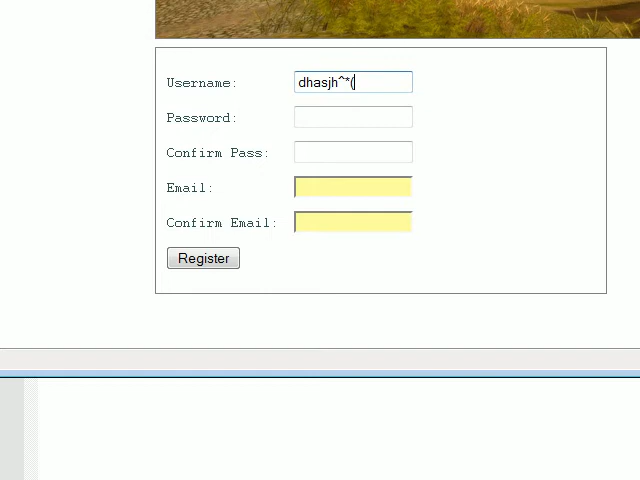 Username: dhasjh^*(
Password:
Confirm Pass:
Email:
Confirm Email:
Register